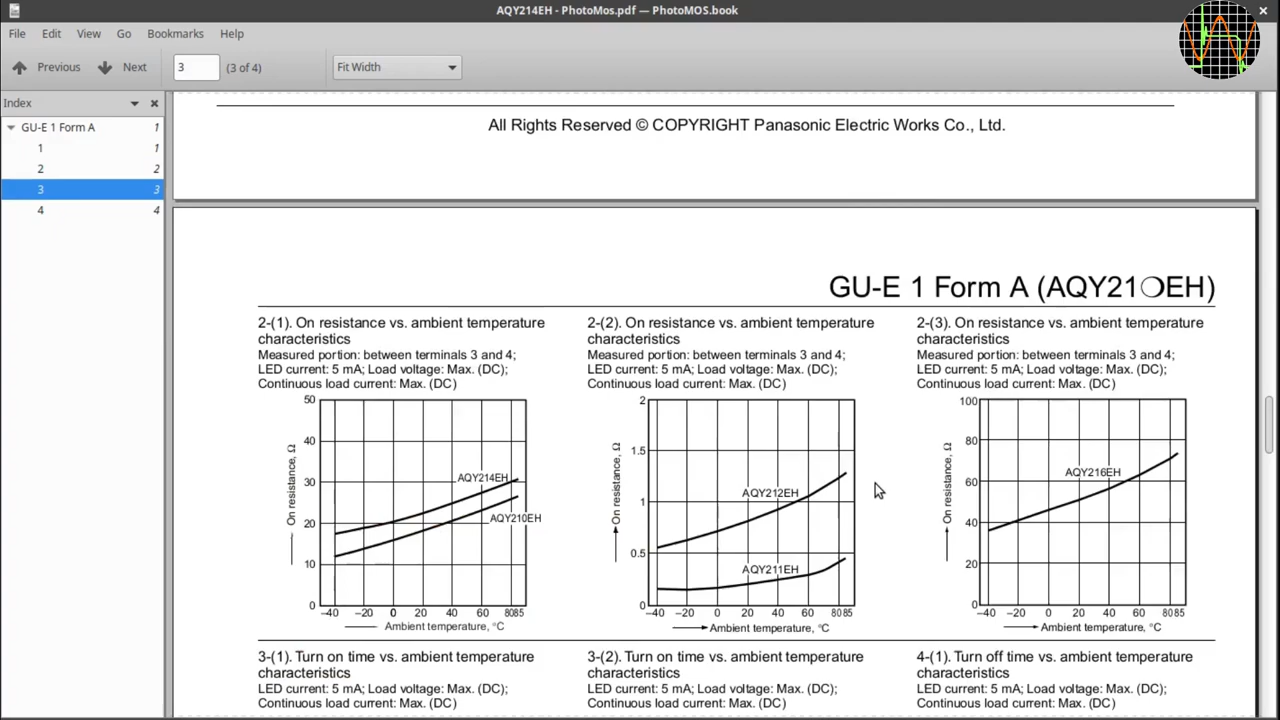 AQY214EH - PhotoMos.pdf — PhotoMOS.book
File Edit View Go Bookmarks Help
Previous Next 3 (3 of 4) Fit Width
Index
GU-E 1 Form A 1
1 1
2 2
3 3
4 4
All Rights Reserved © COPYRIGHT Panasonic Electric Works Co., Ltd.
GU-E 1 Form A (AQY21❍EH)
2-(1). On resistance vs. ambient temperature
characteristics
Measured portion: between terminals 3 and 4;
LED current: 5 mA; Load voltage: Max. (DC);
Continuous load current: Max. (DC)
50
40
30
20
10
0
On resistance, Ω
AQY214EH
AQY210EH
–40 –20 0 20 40 60 8085
Ambient temperature, °C
2-(2). On resistance vs. ambient temperature
characteristics
Measured portion: between terminals 3 and 4;
LED current: 5 mA; Load voltage: Max. (DC);
Continuous load current: Max. (DC)
2
1.5
1
0.5
0
On resistance, Ω
AQY212EH
AQY211EH
–40 –20 0 20 40 60 8085
Ambient temperature, °C
2-(3). On resistance vs. ambient temperature
characteristics
Measured portion: between terminals 3 and 4;
LED current: 5 mA; Load voltage: Max. (DC);
Continuous load current: Max. (DC)
100
80
60
40
20
0
On resistance, Ω
AQY216EH
–40 –20 0 20 40 60 8085
Ambient temperature, °C
3-(1). Turn on time vs. ambient temperature
characteristics
LED current: 5 mA; Load voltage: Max. (DC);
Continuous load current: Max. (DC)
3-(2). Turn on time vs. ambient temperature
characteristics
LED current: 5 mA; Load voltage: Max. (DC);
Continuous load current: Max. (DC)
4-(1). Turn off time vs. ambient temperature
characteristics
LED current: 5 mA; Load voltage: Max. (DC);
Continuous load current: Max. (DC)